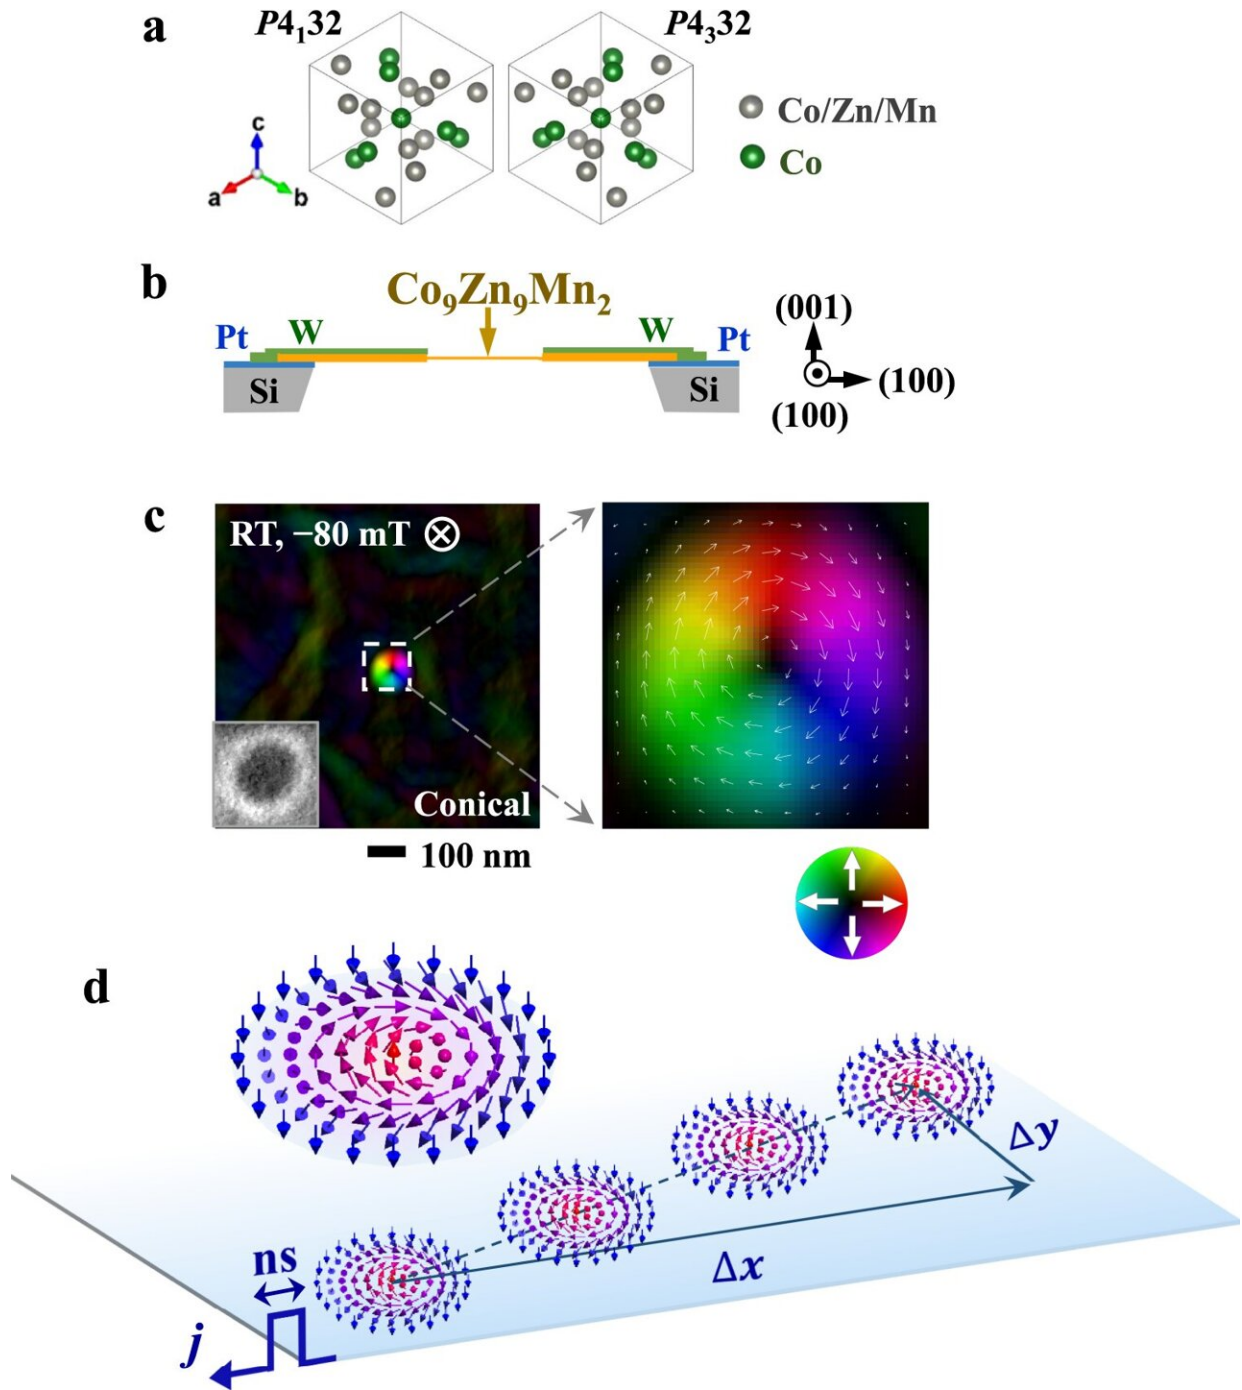 a
P4₁32
P4₃32
Co/Zn/Mn
Co
c
a
b
b
Co₉Zn₉Mn₂
Pt
W
W
Pt
Si
Si
(001)
(100)
(100)
c
RT, −80 mT
Conical
100 nm
d
Δy
Δx
ns
j